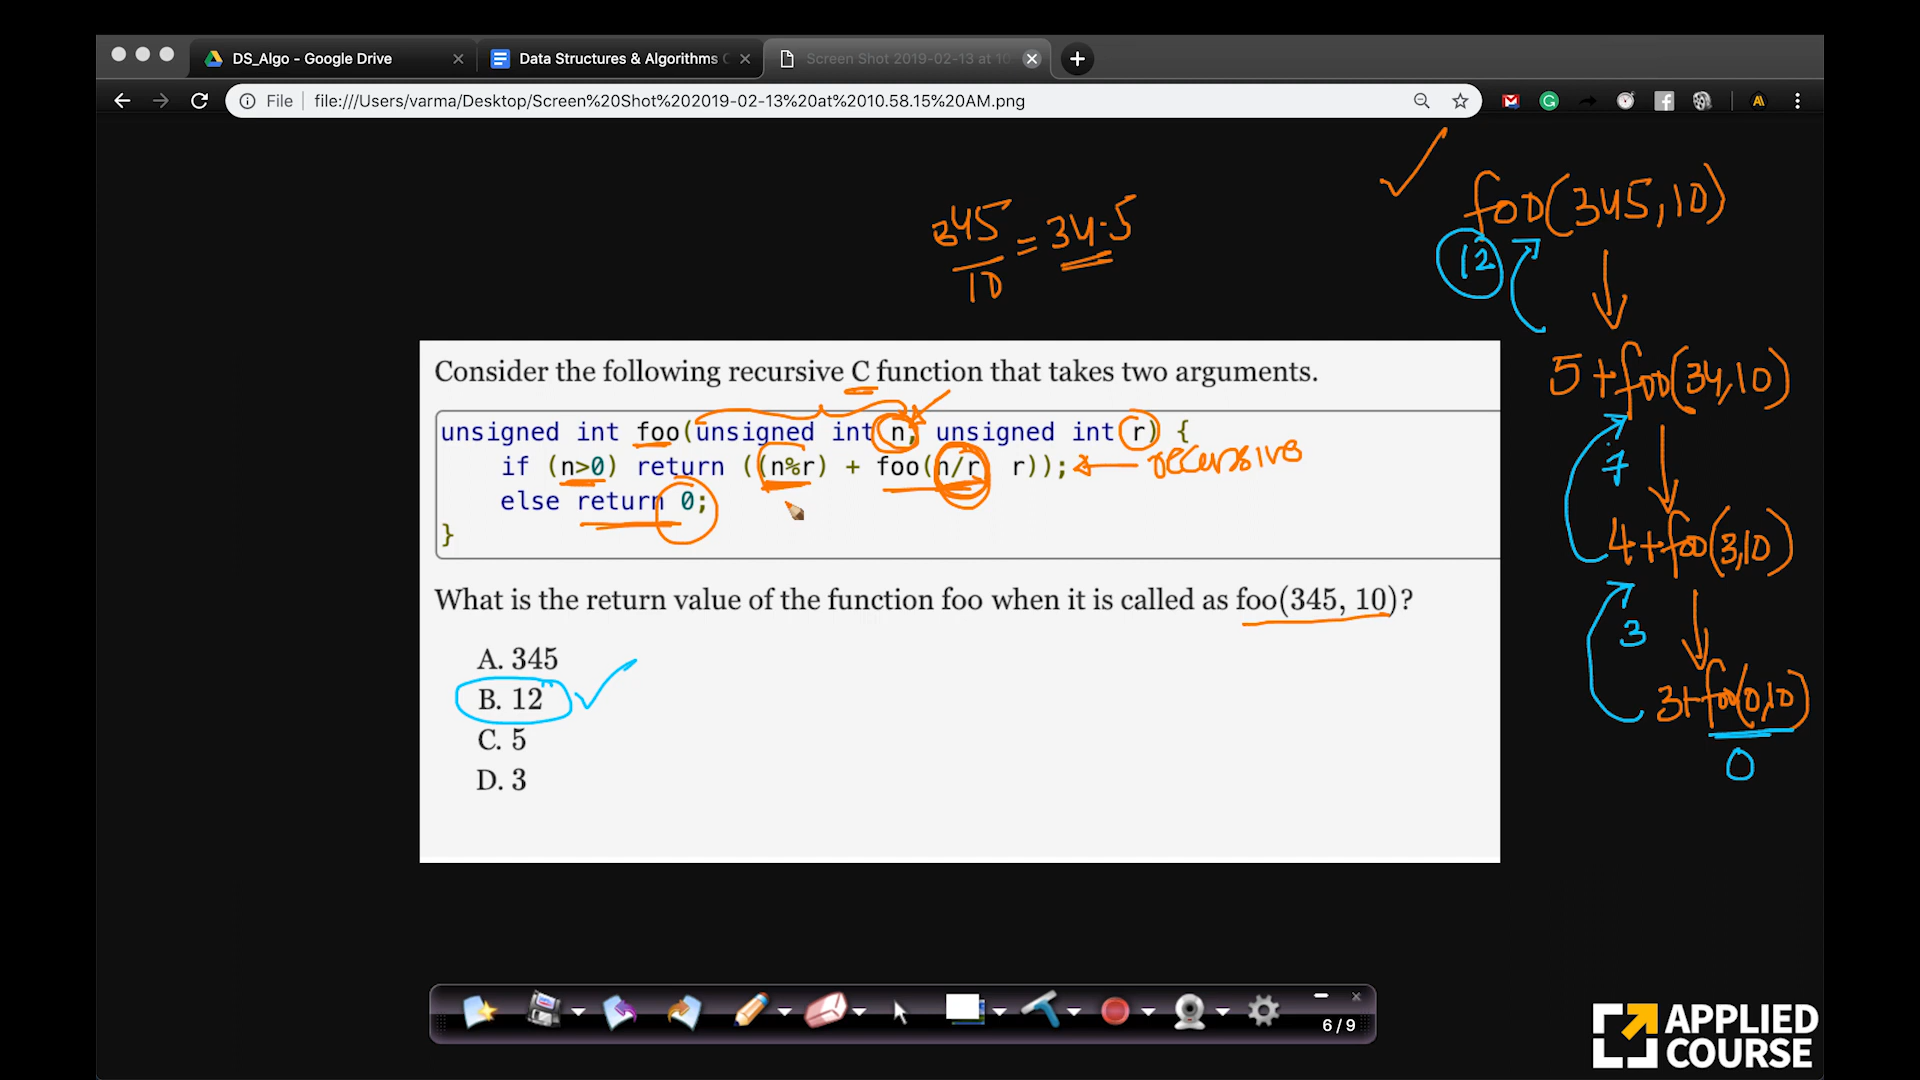 DS_Algo - Google Drive
Data Structures & Algorithms C
Screen Shot 2019-02-13 at 10
File
file:///Users/varma/Desktop/Screen%20Shot%202019-02-13%20at%2010.58.15%20AM.png
345
10
= 34.5
foo(345,10)
12
5+foo(34,10)
7
4+foo(3,10)
3
3+foo(0,10)
0
Consider the following recursive C function that takes two arguments.
unsigned int foo(unsigned int n, unsigned int r) {
if (n>0) return ((n%r) + foo(n/r r));
recursive
else return 0;
}
What is the return value of the function foo when it is called as foo(345, 10)?
A. 345
B. 12
C. 5
D. 3
6 / 9
APPLIED
COURSE